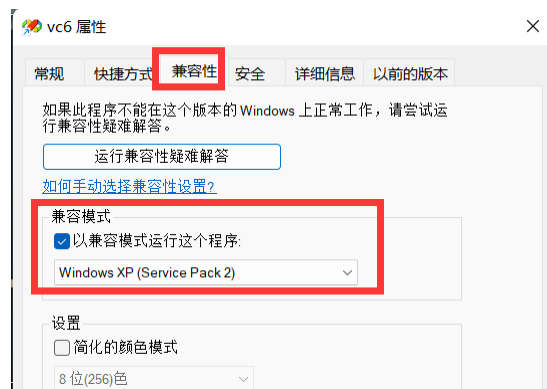 vc6 属性
常规 快捷方式 兼容性 安全 详细信息 以前的版本
如果此程序不能在这个版本的 Windows 上正常工作，请尝试运
行兼容性疑难解答。
运行兼容性疑难解答
如何手动选择兼容性设置?
兼容模式
以兼容模式运行这个程序:
Windows XP (Service Pack 2)
设置
简化的颜色模式
8 位(256)色